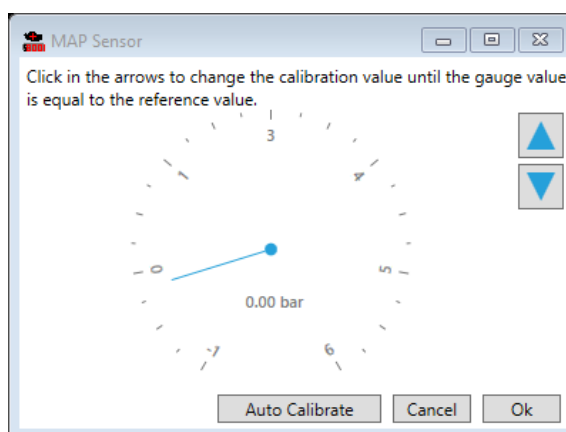 MAP Sensor
Click in the arrows to change the calibration value until the gauge value
is equal to the reference value.
3
1
4
0
5
0.00 bar
-1
6
Auto Calibrate Cancel Ok